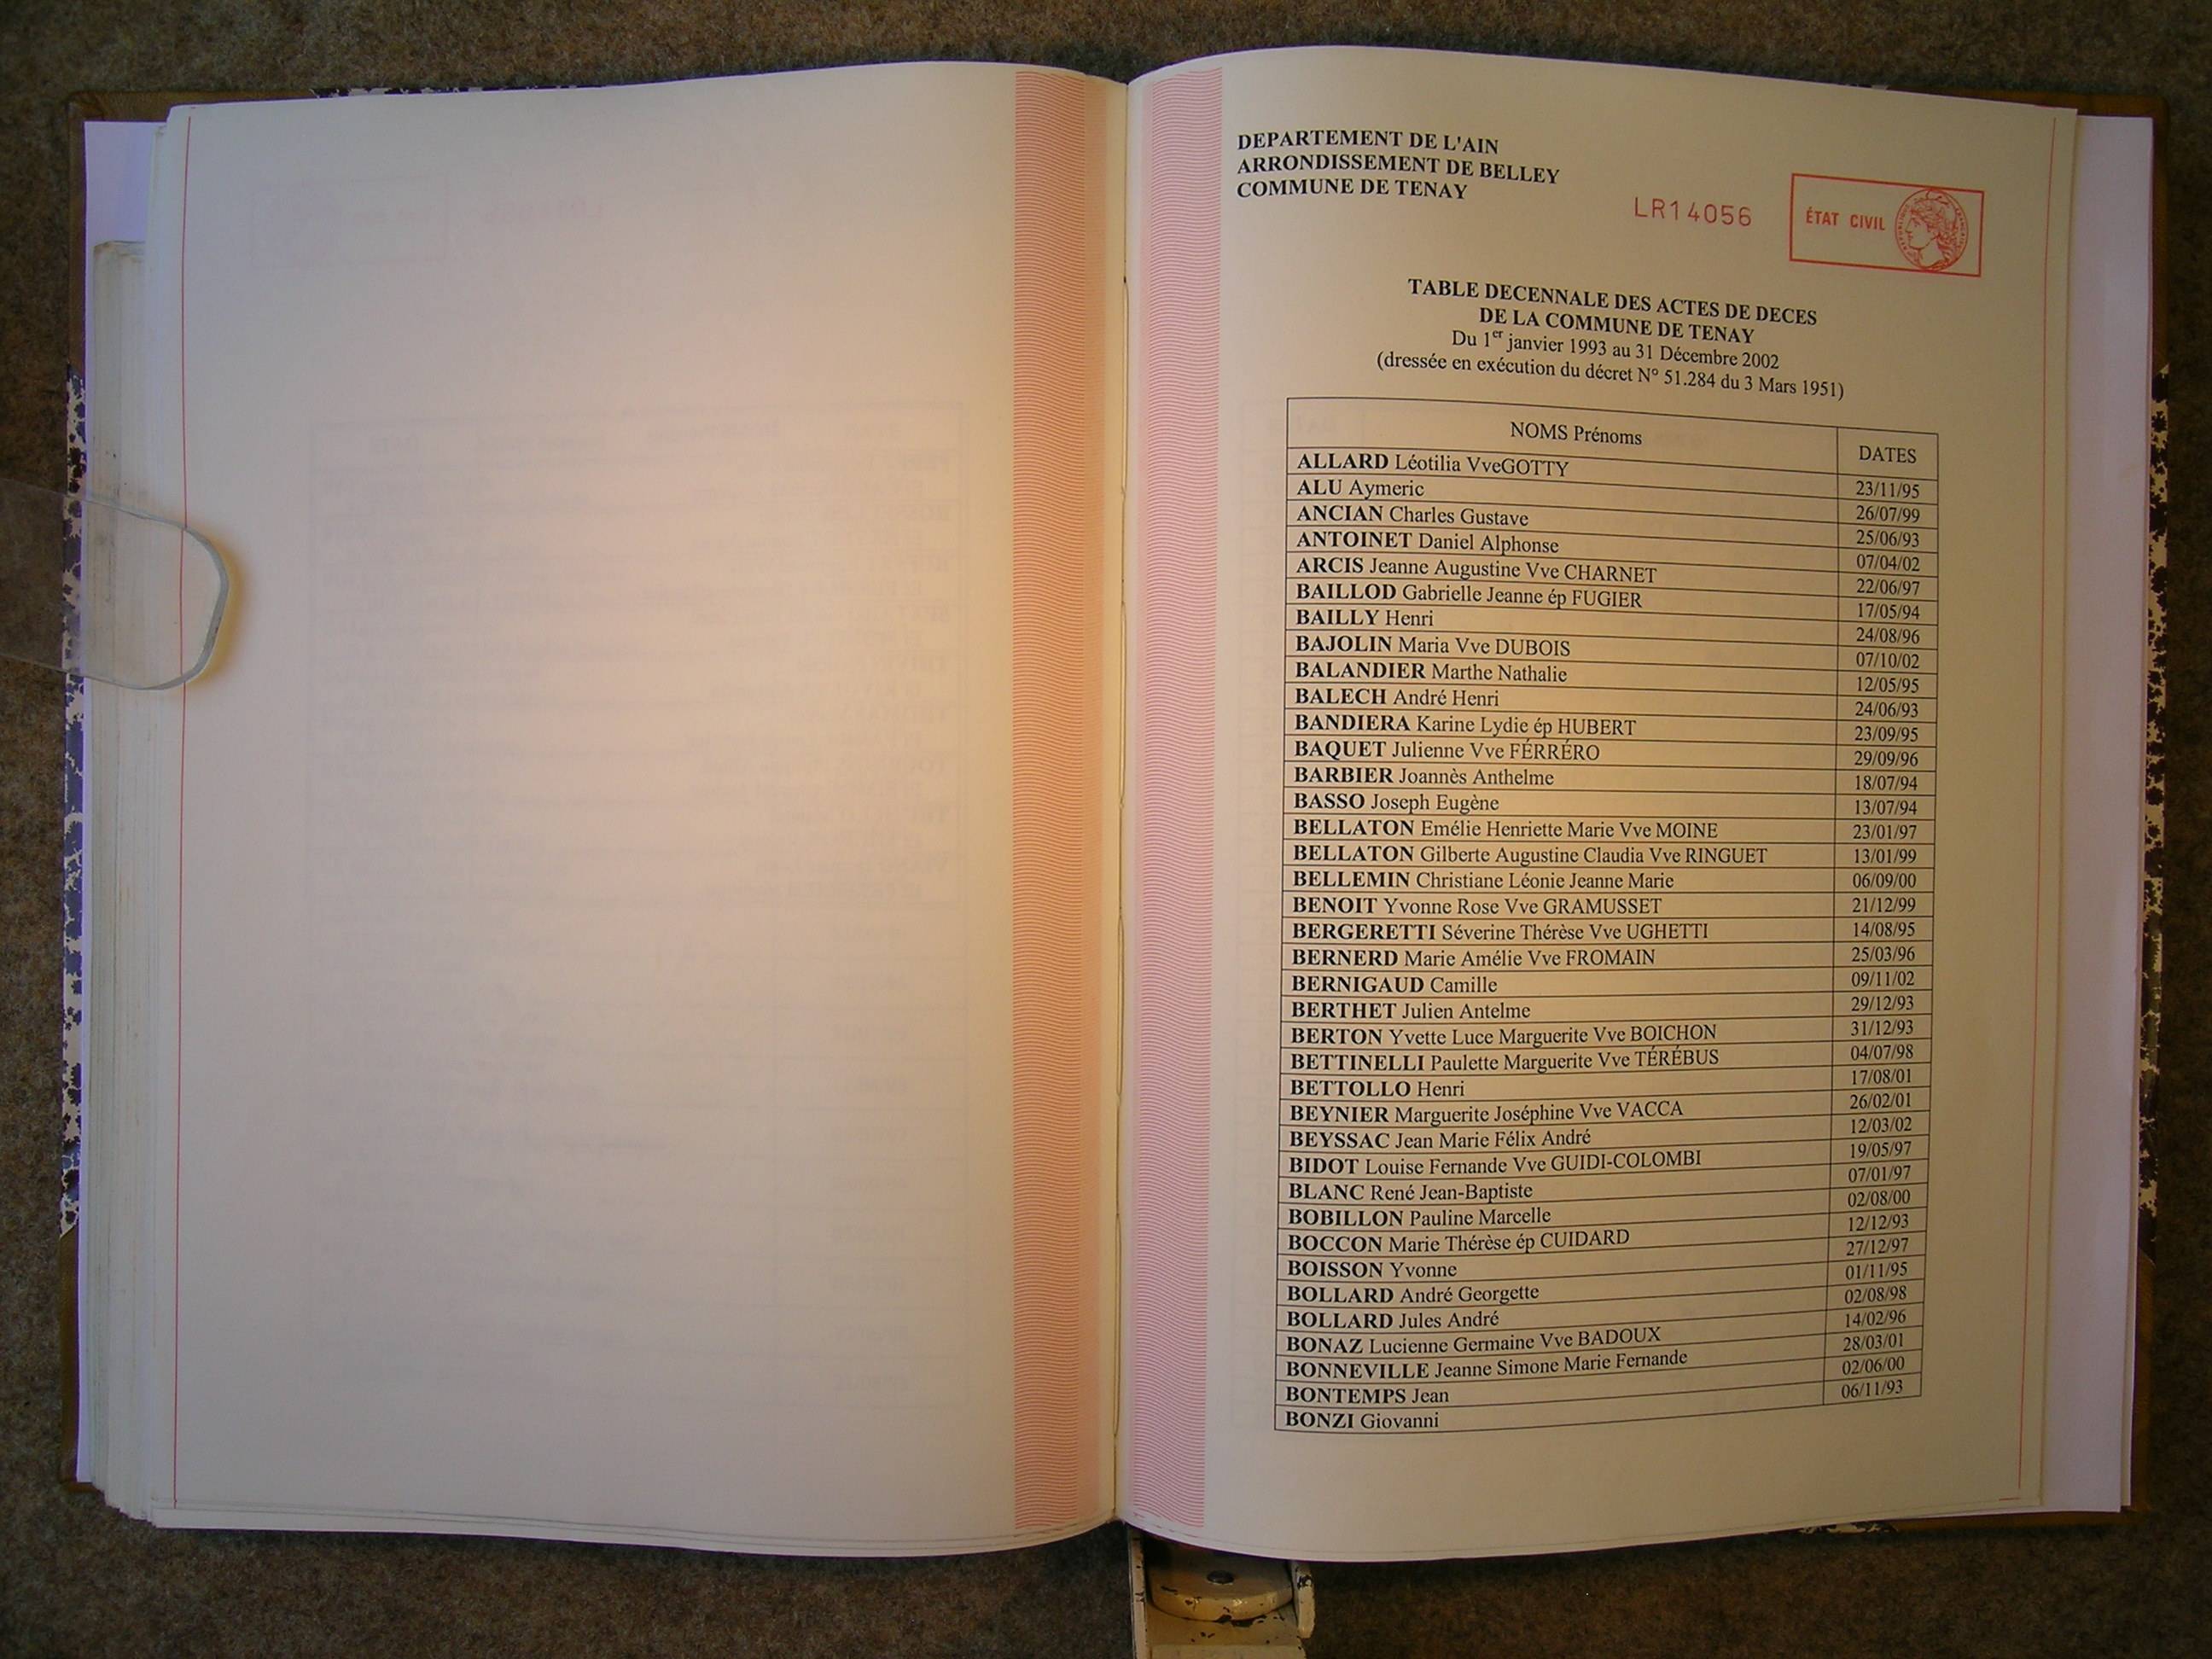 DEPARTEMENT DE L'AIN
ARRONDISSEMENT DE BELLEY
COMMUNE DE TENAY
LR14056
ÉTAT CIVIL
TABLE DECENNALE DES ACTES DE DECES
DE LA COMMUNE DE TENAY
Du 1er janvier 1993 au 31 Décembre 2002
(dressée en exécution du décret N° 51.284 du 3 Mars 1951)
NOMS Prénoms DATES
ALLARD Léotilia VveGOTTY 23/11/95
ALU Aymeric 26/07/99
ANCIAN Charles Gustave 25/06/93
ANTOINET Daniel Alphonse 07/04/02
ARCIS Jeanne Augustine Vve CHARNET 22/06/97
BAILLOD Gabrielle Jeanne ép FUGIER 17/05/94
BAILLY Henri 24/08/96
BAJOLIN Maria Vve DUBOIS 07/10/02
BALANDIER Marthe Nathalie 12/05/95
BALECH André Henri 24/06/93
BANDIERA Karine Lydie ép HUBERT 23/09/95
BAQUET Julienne Vve FÉRRÉRO 29/09/96
BARBIER Joannès Anthelme 18/07/94
BASSO Joseph Eugène 13/07/94
BELLATON Emélie Henriette Marie Vve MOINE 23/01/97
BELLATON Gilberte Augustine Claudia Vve RINGUET 13/01/99
BELLEMIN Christiane Léonie Jeanne Marie 06/09/00
BENOIT Yvonne Rose Vve GRAMUSSET 21/12/99
BERGERETTI Séverine Thérèse Vve UGHETTI 14/08/95
BERNERD Marie Amélie Vve FROMAIN 25/03/96
BERNIGAUD Camille 09/11/02
BERTHET Julien Antelme 29/12/93
BERTON Yvette Luce Marguerite Vve BOICHON 31/12/93
BETTINELLI Paulette Marguerite Vve TÉRÉBUS 04/07/98
BETTOLLO Henri 17/08/01
BEYNIER Marguerite Joséphine Vve VACCA 26/02/01
BEYSSAC Jean Marie Félix André 12/03/02
BIDOT Louise Fernande Vve GUIDI-COLOMBI 19/05/97
BLANC René Jean-Baptiste 07/01/97
BOBILLON Pauline Marcelle 02/08/00
BOCCON Marie Thérèse ép CUIDARD 12/12/93
BOISSON Yvonne 27/12/97
BOLLARD André Georgette 01/11/95
BOLLARD Jules André 02/08/98
BONAZ Lucienne Germaine Vve BADOUX 14/02/96
BONNEVILLE Jeanne Simone Marie Fernande 28/03/01
BONTEMPS Jean 02/06/00
BONZI Giovanni 06/11/93